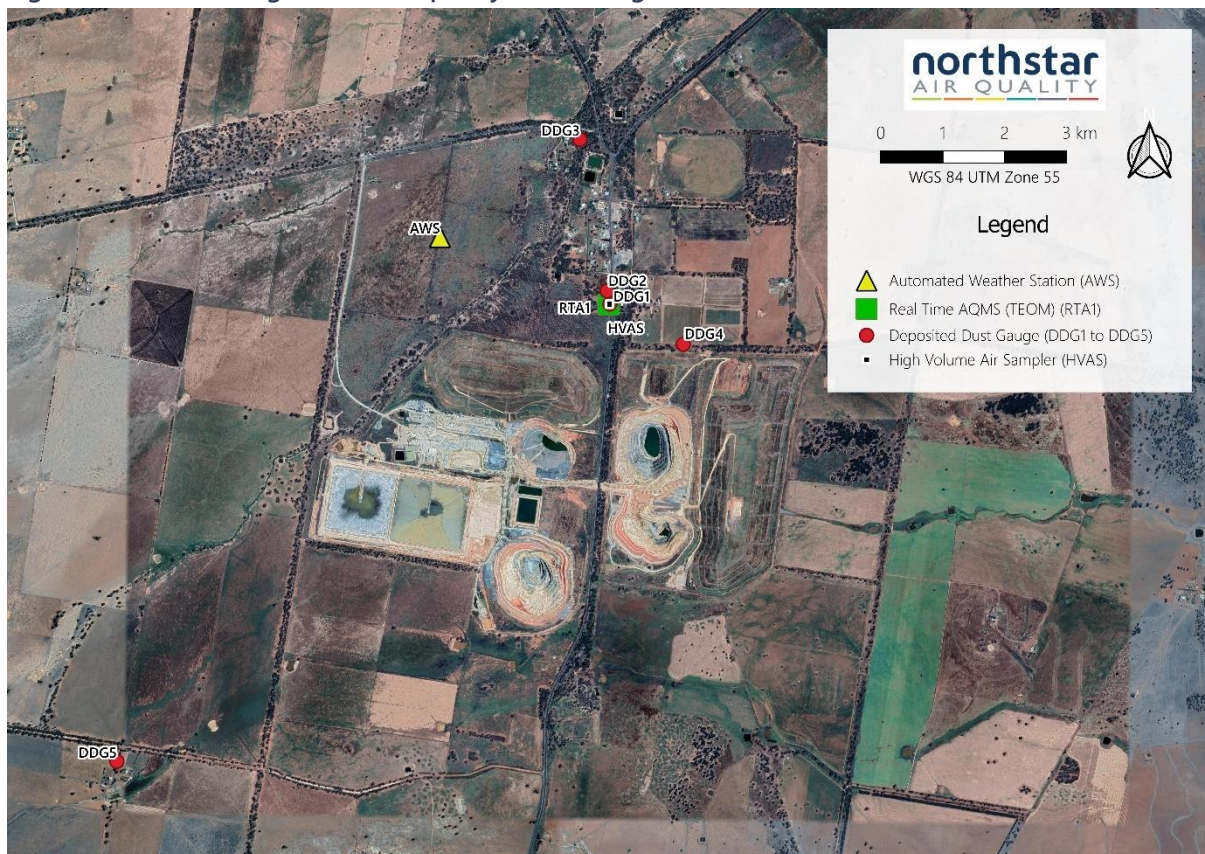 northstar
AIR QUALITY
0 1 2 3 km
WGS 84 UTM Zone 55
Legend
Automated Weather Station (AWS)
Real Time AQMS (TEOM) (RTA1)
Deposited Dust Gauge (DDG1 to DDG5)
High Volume Air Sampler (HVAS)
DDG3
AWS
DDG2
RTA1 DDG1
HVAS
DDG4
DDG5